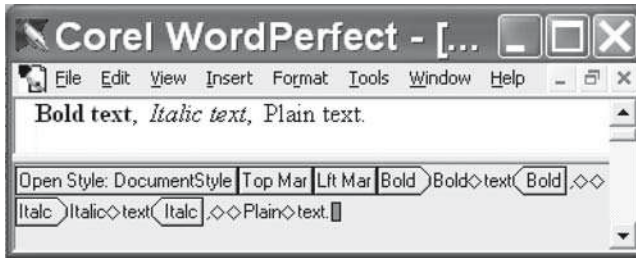 Corel WordPerfect - [...
File Edit View Insert Format Tools Window Help
Bold text, Italic text, Plain text.
Open Style: DocumentStyle Top Mar Lft Mar Bold Bold◇text Bold ,◇◇
Italc Italic◇text Italc ,◇◇Plain◇text.